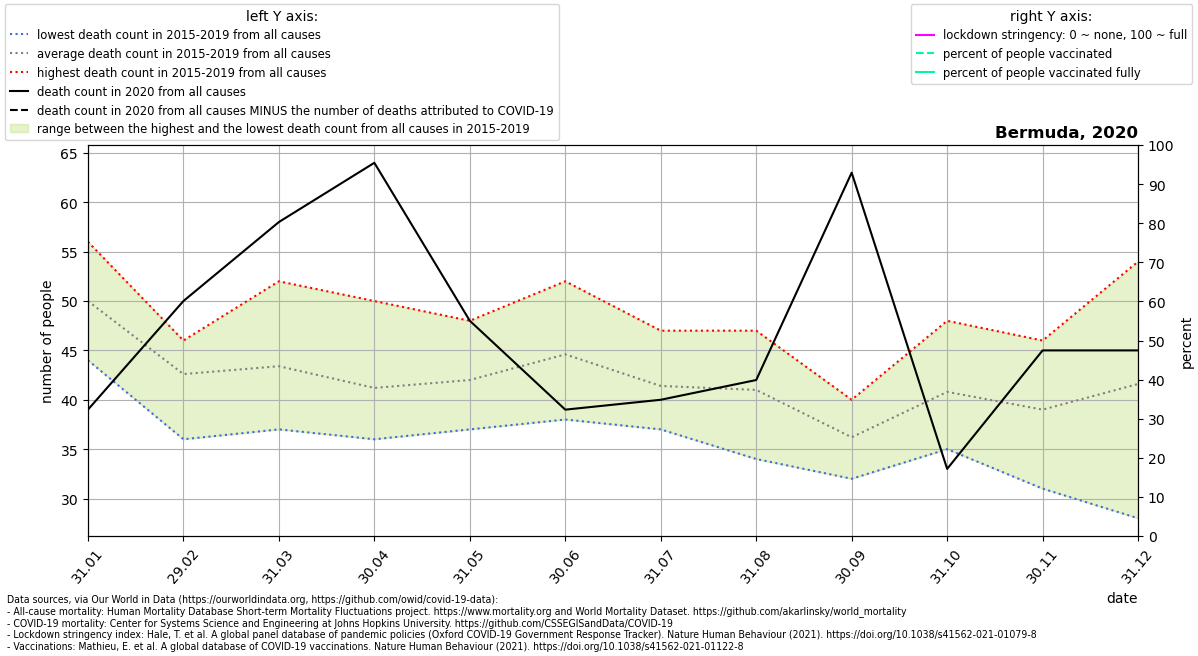 left Y axis:
lowest death count in 2015-2019 from all causes
average death count in 2015-2019 from all causes
highest death count in 2015-2019 from all causes
death count in 2020 from all causes
death count in 2020 from all causes MINUS the number of deaths attributed to COVID-19
range between the highest and the lowest death count from all causes in 2015-2019
right Y axis:
lockdown stringency: 0 ~ none, 100 ~ full
percent of people vaccinated
percent of people vaccinated fully
Bermuda, 2020
number of people
65
60
55
50
45
40
35
30
100
90
80
70
60
50
40
30
20
10
0
percent
31.01
29.02
31.03
30.04
31.05
30.06
31.07
31.08
30.09
31.10
30.11
31.12
date
Data sources, via Our World in Data (https://ourworldindata.org, https://github.com/owid/covid-19-data):
- All-cause mortality: Human Mortality Database Short-term Mortality Fluctuations project. https://www.mortality.org and World Mortality Dataset. https://github.com/akarlinsky/world_mortality
- COVID-19 mortality: Center for Systems Science and Engineering at Johns Hopkins University. https://github.com/CSSEGISandData/COVID-19
- Lockdown stringency index: Hale, T. et al. A global panel database of pandemic policies (Oxford COVID-19 Government Response Tracker). Nature Human Behaviour (2021). https://doi.org/10.1038/s41562-021-01079-8
- Vaccinations: Mathieu, E. et al. A global database of COVID-19 vaccinations. Nature Human Behaviour (2021). https://doi.org/10.1038/s41562-021-01122-8